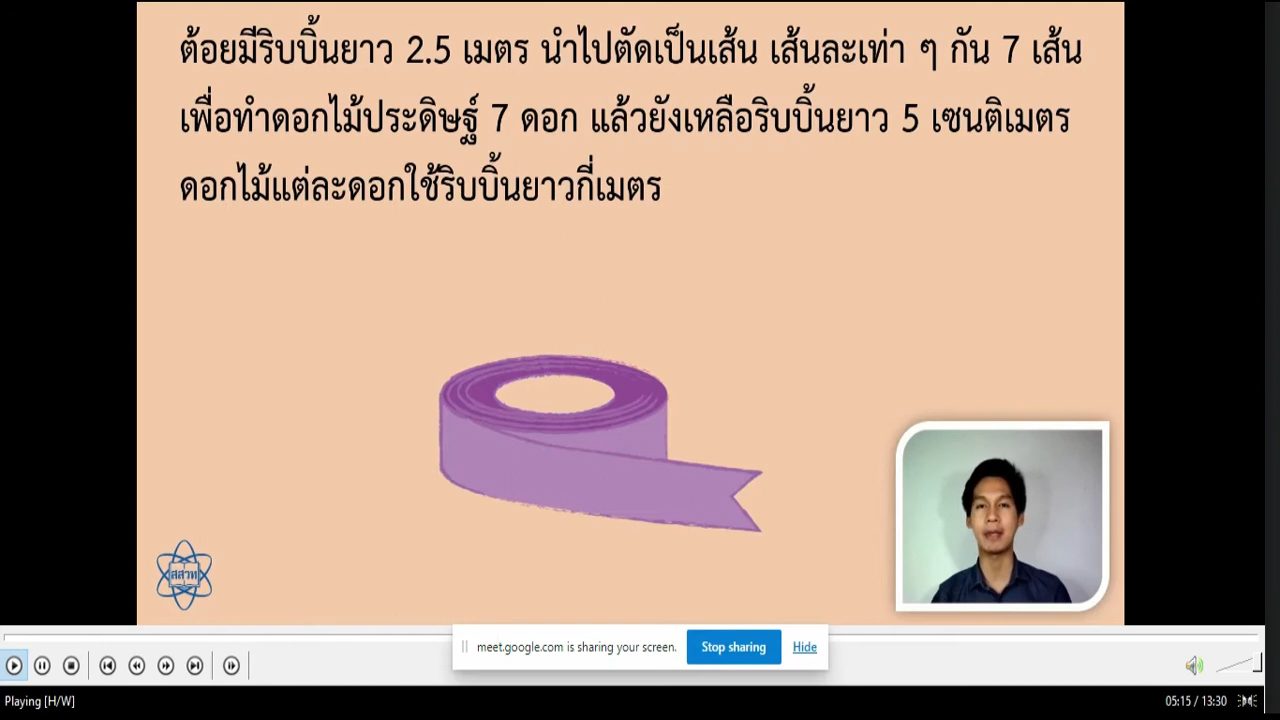 ต้อยมีริบบิ้นยาว 2.5 เมตร นำไปตัดเป็นเส้น เส้นละเท่า ๆ กัน 7 เส้น
เพื่อทำดอกไม้ประดิษฐ์ 7 ดอก แล้วยังเหลือริบบิ้นยาว 5 เซนติเมตร
ดอกไม้แต่ละดอกใช้ริบบิ้นยาวกี่เมตร
สสวท
meet.google.com is sharing your screen. Stop sharing Hide
Playing [H/W] 05:15 / 13:30